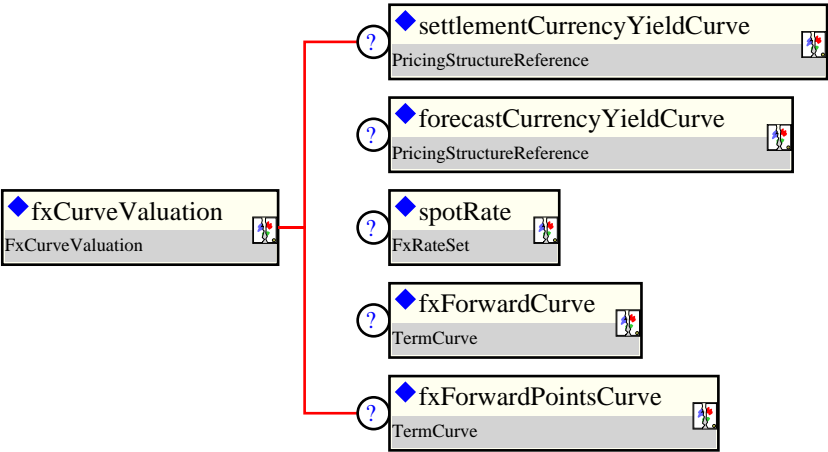 settlementCurrencyYieldCurve
?
PricingStructureReference
forecastCurrencyYieldCurve
?
PricingStructureReference
fxCurveValuation
FxCurveValuation
spotRate
?
FxRateSet
fxForwardCurve
?
TermCurve
fxForwardPointsCurve
?
TermCurve